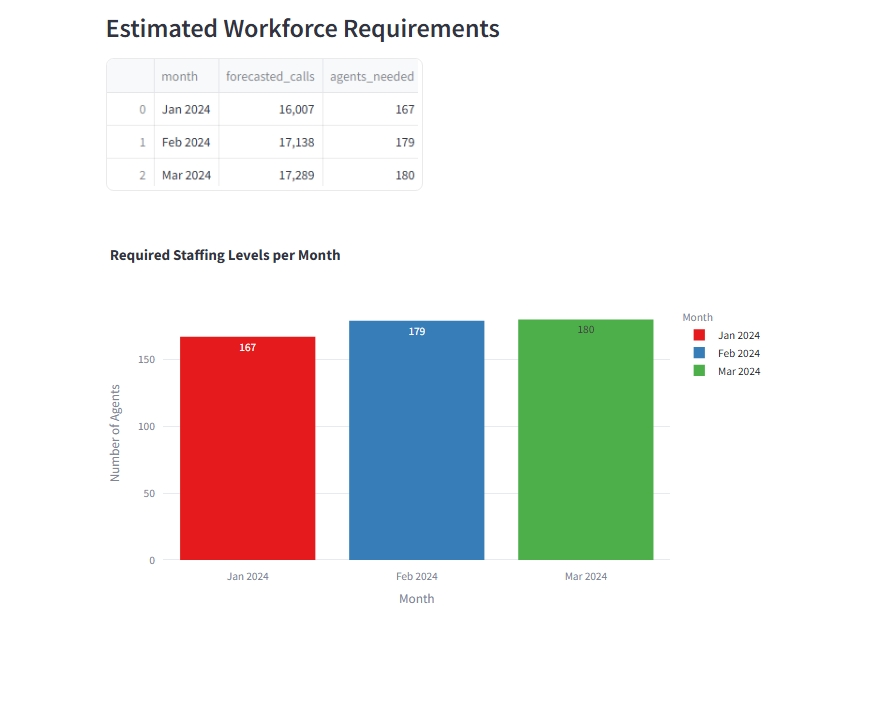 Estimated Workforce Requirements
month forecasted_calls agents_needed
0 Jan 2024 16,007 167
1 Feb 2024 17,138 179
2 Mar 2024 17,289 180
Required Staffing Levels per Month
Month
Jan 2024
Feb 2024
Mar 2024
167
179
180
Number of Agents
150
100
50
0
Jan 2024 Feb 2024 Mar 2024
Month